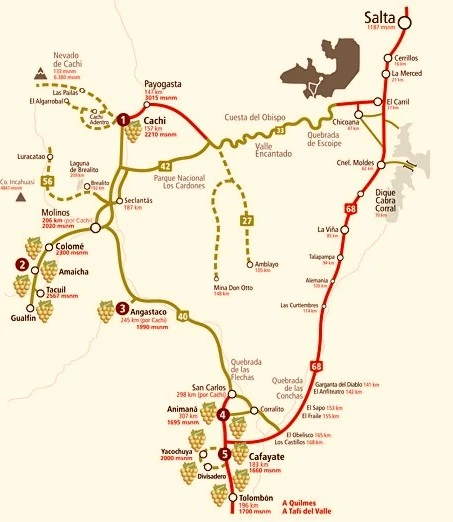 Salta
1187 msnm
Nevado
de Cachi
6.380 msnm
Las Pailas
El Algarrobal
Cachi
Adentro
Payogasta
147 km
3015 msnm
1
Cachi
157 km
2210 msnm
Cerrillos
16 km
La Merced
21 km
El Carril
37 km
Chicoana
47 km
Cuesta del Obispo
33
Quebrada
de Escoipe
Valle
Encantado
42
Parque Nacional
Los Cardones
Luracatao
56
Laguna
de Brealito
Brealito
Co. Incahuasi
Seclantás
187 km
Molinos
206 km (por Cachi)
2020 msnm
Cnel. Moldes
62 km
Dique
Cabra
Corral
70 km
68
27
La Viña
85 km
Talapampa
94 km
Alemania
105 km
Las Curtiembres
114 km
Amblayo
105 km
Mina Don Otto
148 km
Colomé
2300 msnm
2
Amaicha
Tacuil
2567 msnm
Gualfín
3
Angastaco
245 km (por Cachi)
1990 msnm
40
Quebrada
de las
Flechas
Quebrada
de las
Conchas
68
Garganta del Diablo 141 km
El Anfiteatro 142 km
San Carlos
298 km (por Cachi)
Animaná
307 km
1695 msnm
4
Corralito
El Sapo 153 km
El Fraile 155 km
El Obelisco 165 km
Los Castillos 168 km
Yacochuya
2000 msnm
5
Cafayate
183 km
1660 msnm
Divisadero
Tolombón
196 km
1700 msnm
A Quilmes
A Tafi del Valle